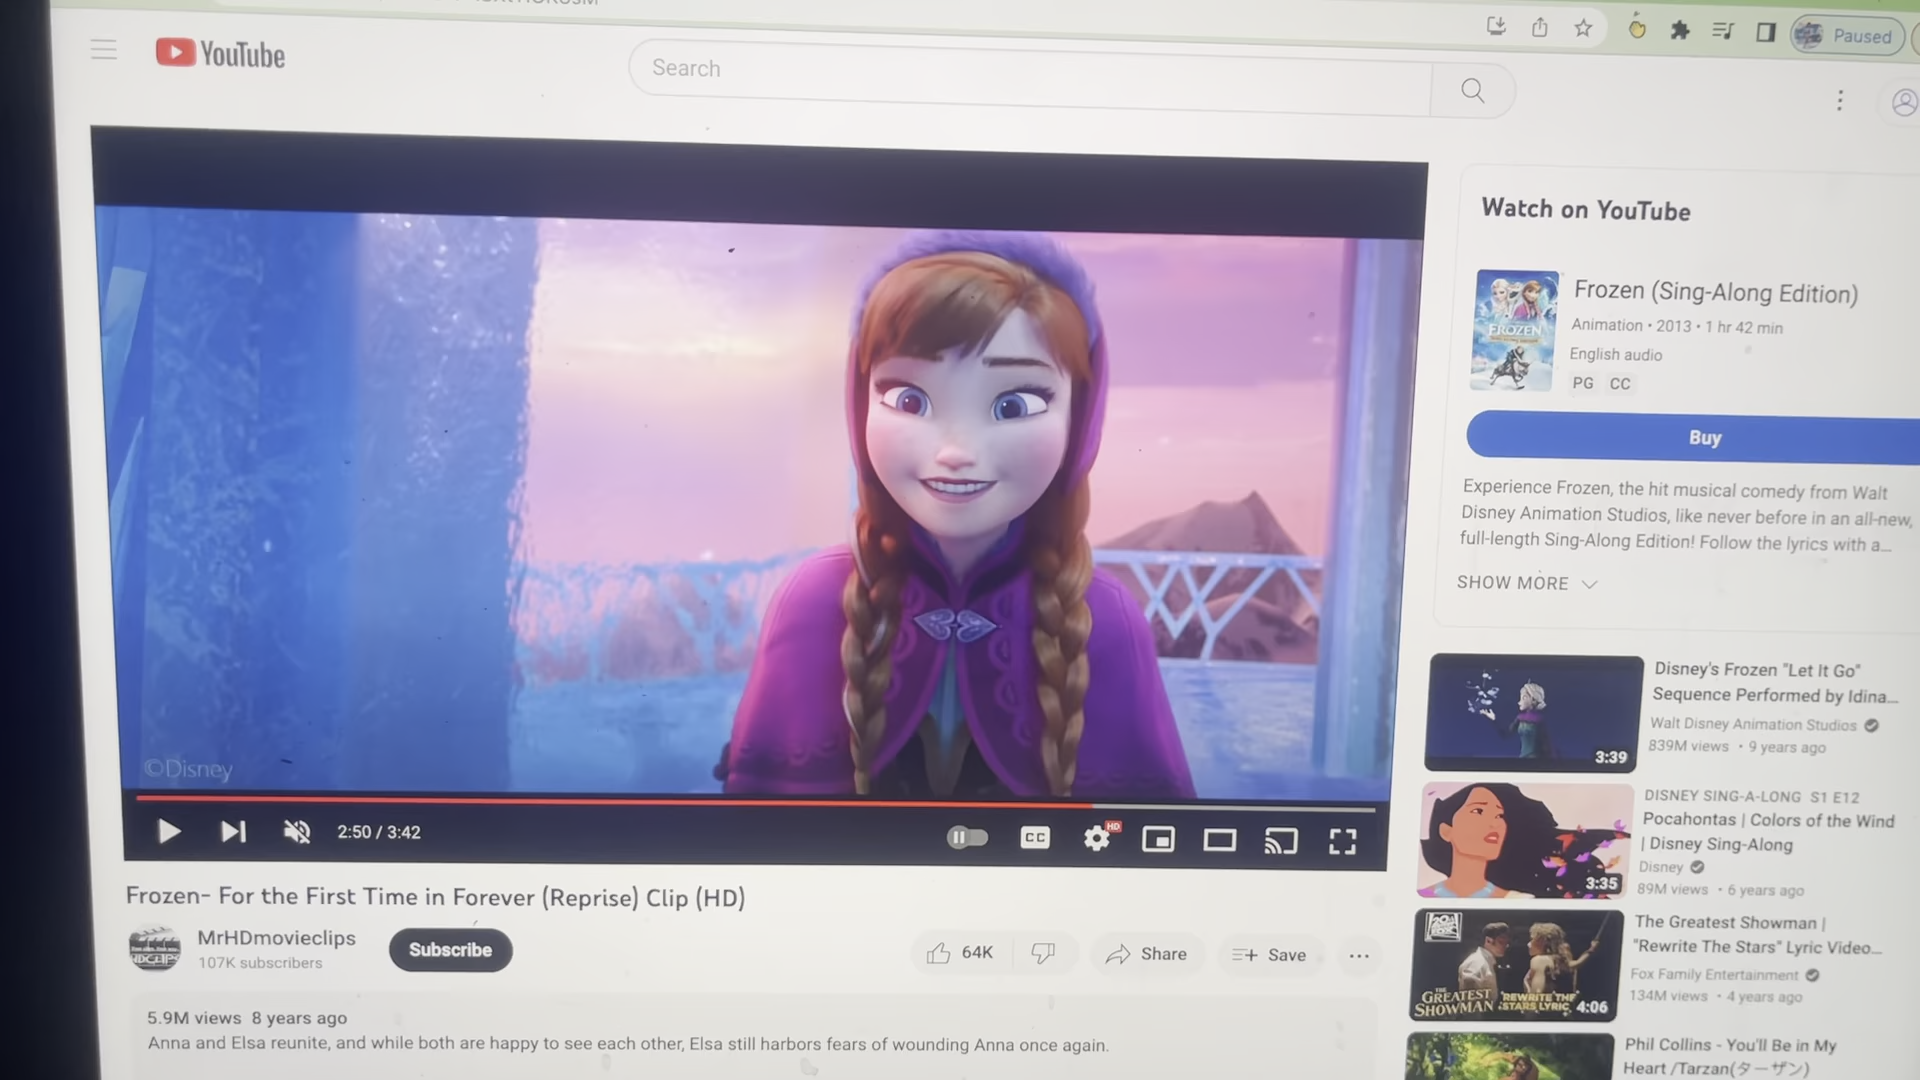 Paused
YouTube
Search
©Disney
2:50 / 3:42
CC
HD
Frozen- For the First Time in Forever (Reprise) Clip (HD)
MrHDmovieclips
107K subscribers
Subscribe
64K
Share
Save
5.9M views 8 years ago
Anna and Elsa reunite, and while both are happy to see each other, Elsa still harbors fears of wounding Anna once again.
Watch on YouTube
FROZEN
Frozen (Sing-Along Edition)
Animation • 2013 • 1 hr 42 min
English audio
PG CC
Buy
Experience Frozen, the hit musical comedy from Walt
Disney Animation Studios, like never before in an all-new,
full-length Sing-Along Edition! Follow the lyrics with a...
SHOW MORE
3:39
Disney's Frozen "Let It Go"
Sequence Performed by Idina...
Walt Disney Animation Studios
839M views • 9 years ago
3:35
DISNEY SING-A-LONG S1 E12
Pocahontas | Colors of the Wind
| Disney Sing-Along
Disney
89M views • 6 years ago
THE
GREATEST
SHOWMAN
"REWRITE THE
STARS" LYRIC
4:06
The Greatest Showman |
"Rewrite The Stars" Lyric Video...
Fox Family Entertainment
134M views • 4 years ago
Phil Collins - You'll Be in My
Heart /Tarzan(ターザン)